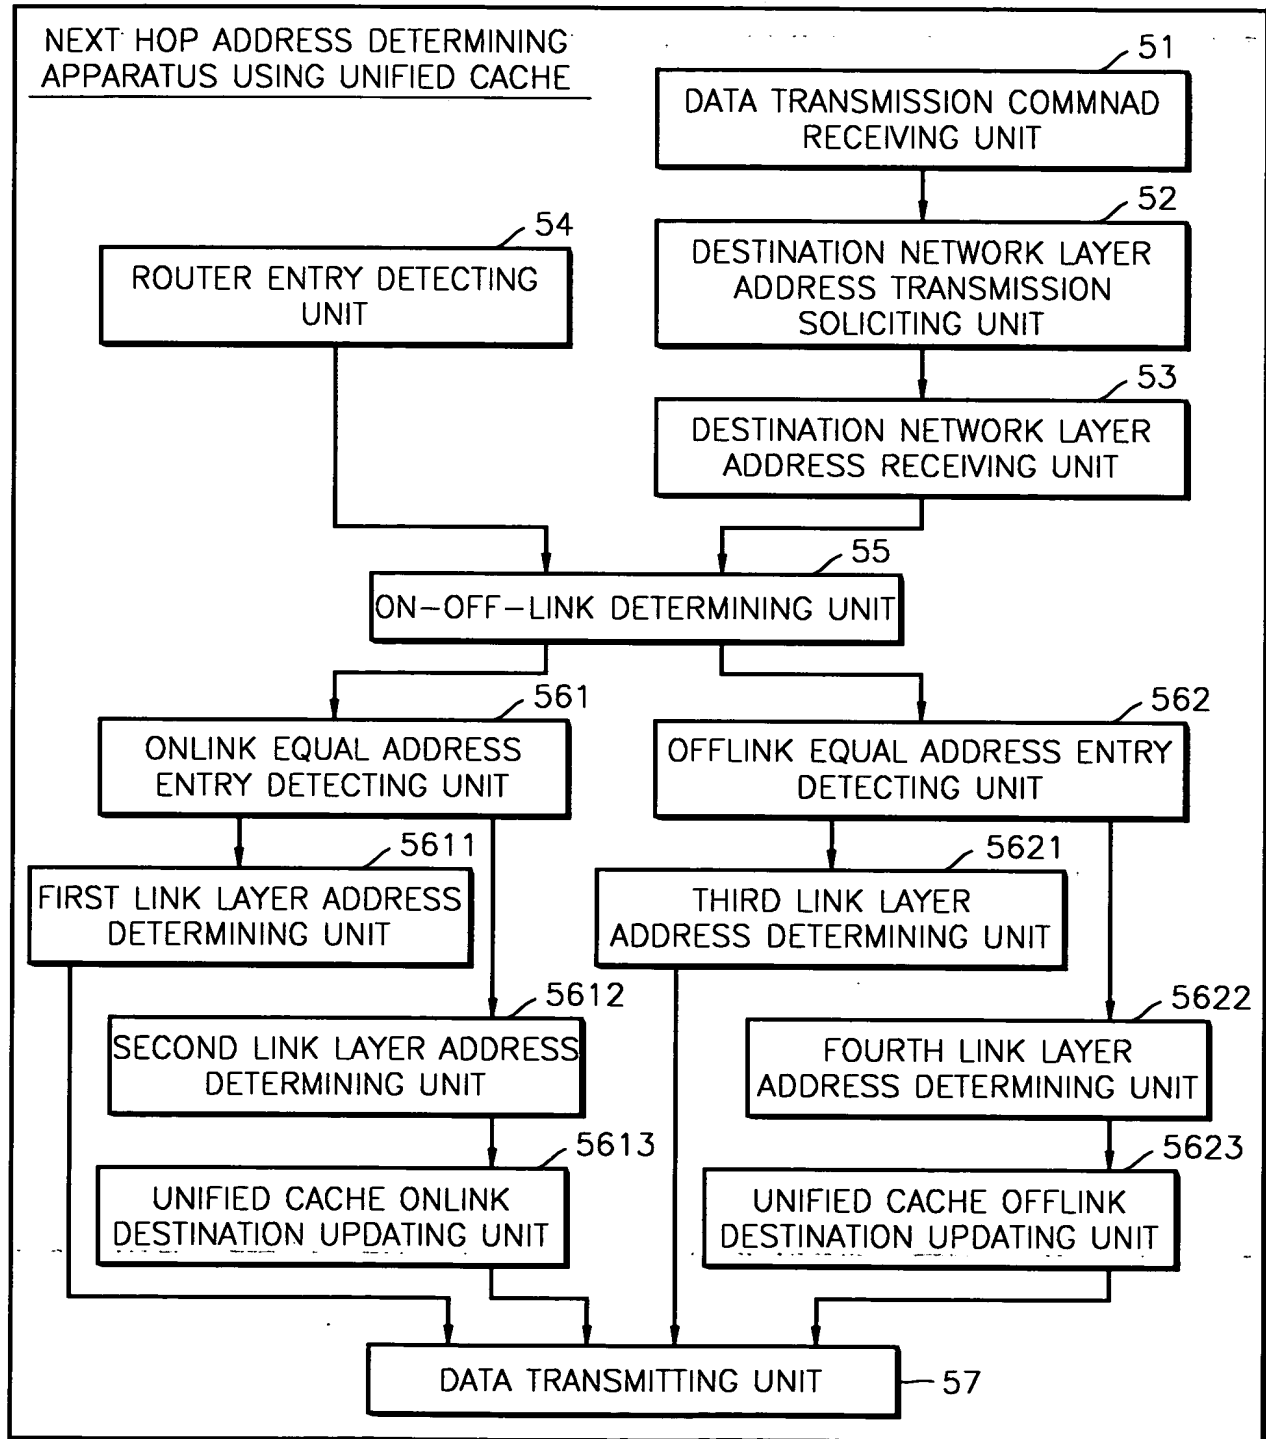 NEXT HOP ADDRESS DETERMINING
APPARATUS USING UNIFIED CACHE
51
DATA TRANSMISSION COMMNAD
RECEIVING UNIT
52
DESTINATION NETWORK LAYER
ADDRESS TRANSMISSION
SOLICITING UNIT
54
ROUTER ENTRY DETECTING
UNIT
53
DESTINATION NETWORK LAYER
ADDRESS RECEIVING UNIT
55
ON-OFF-LINK DETERMINING UNIT
561
ONLINK EQUAL ADDRESS
ENTRY DETECTING UNIT
562
OFFLINK EQUAL ADDRESS ENTRY
DETECTING UNIT
5611
FIRST LINK LAYER ADDRESS
DETERMINING UNIT
5621
THIRD LINK LAYER
ADDRESS DETERMINING UNIT
5612
SECOND LINK LAYER ADDRESS
DETERMINING UNIT
5622
FOURTH LINK LAYER
ADDRESS DETERMINING UNIT
5613
UNIFIED CACHE ONLINK
DESTINATION UPDATING UNIT
5623
UNIFIED CACHE OFFLINK
DESTINATION UPDATING UNIT
DATA TRANSMITTING UNIT
57